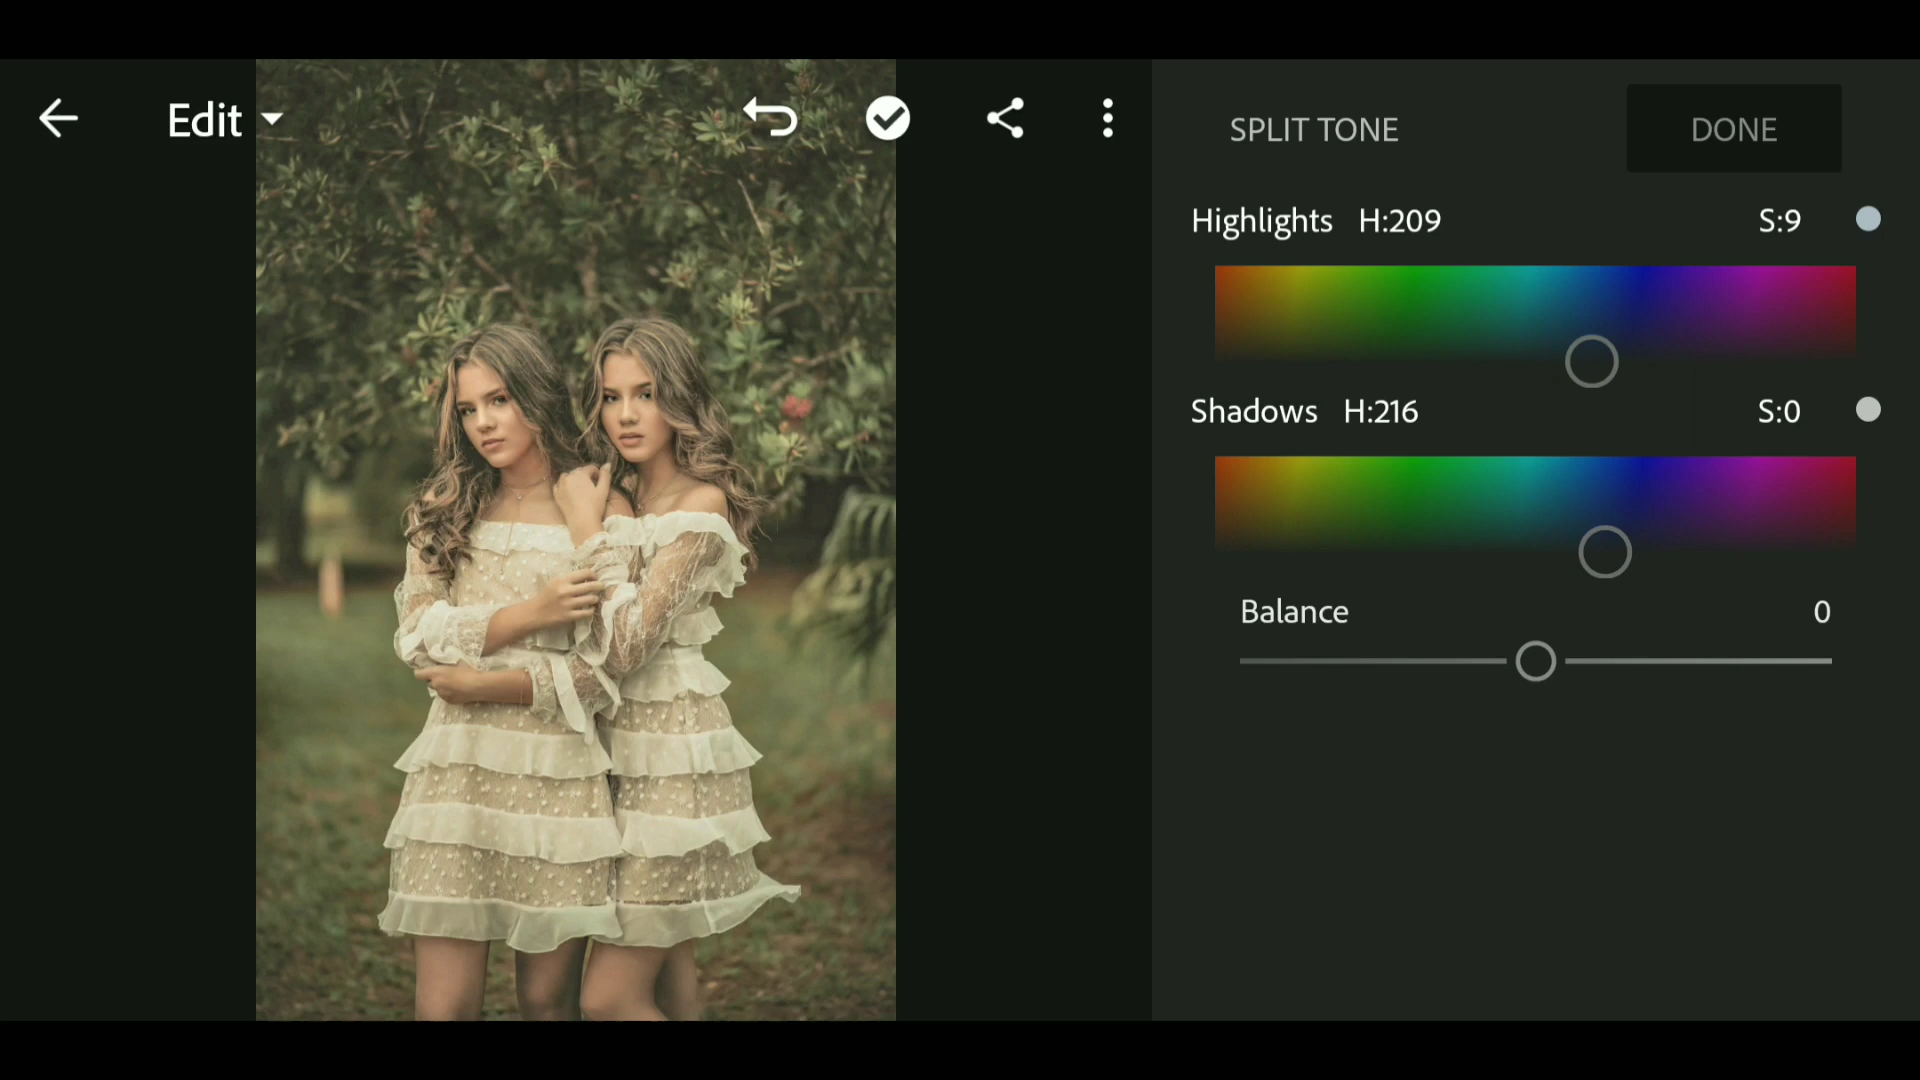 Edit
SPLIT TONE
DONE
Highlights H:209 S:9
Shadows H:216 S:0
Balance 0